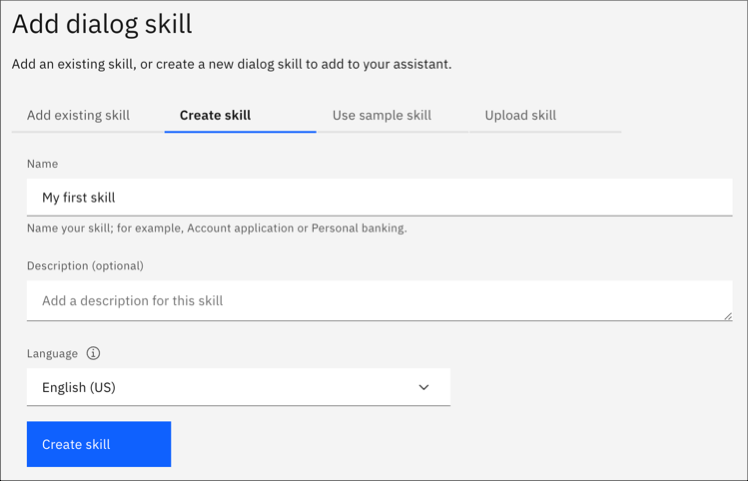 Add dialog skill
Add an existing skill, or create a new dialog skill to add to your assistant.
Add existing skill Create skill Use sample skill Upload skill
Name
My first skill
Name your skill; for example, Account application or Personal banking.
Description (optional)
Add a description for this skill
Language
English (US)
Create skill